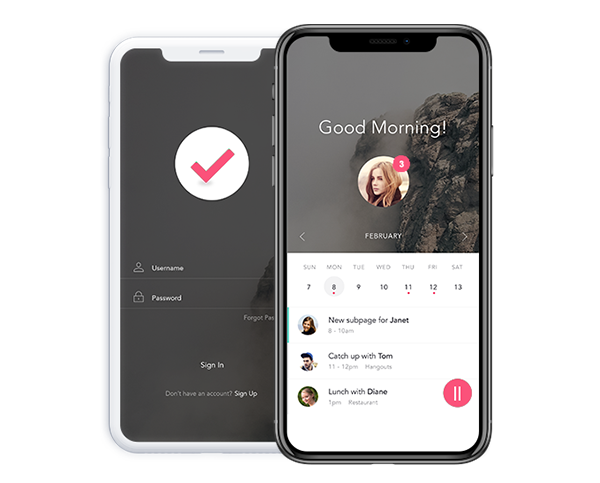 Username
Password
Forgot Pas
Sign In
Don't have an account? Sign Up
Good Morning!
3
FEBRUARY
SUN MON TUE WED THU FRI SAT
7 8 9 10 11 12 13
New subpage for Janet
8 - 10am
Catch up with Tom
11 - 12pm Hangouts
Lunch with Diane
1pm Restaurant